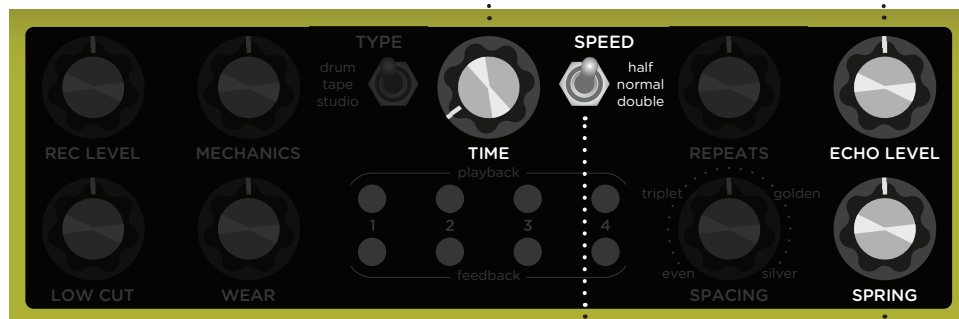 TYPE
SPEED
drum
tape
studio
half
normal
double
REC LEVEL
MECHANICS
TIME
REPEATS
ECHO LEVEL
playback
triplet
golden
1
2
3
4
even
silver
feedback
LOW CUT
WEAR
SPACING
SPRING